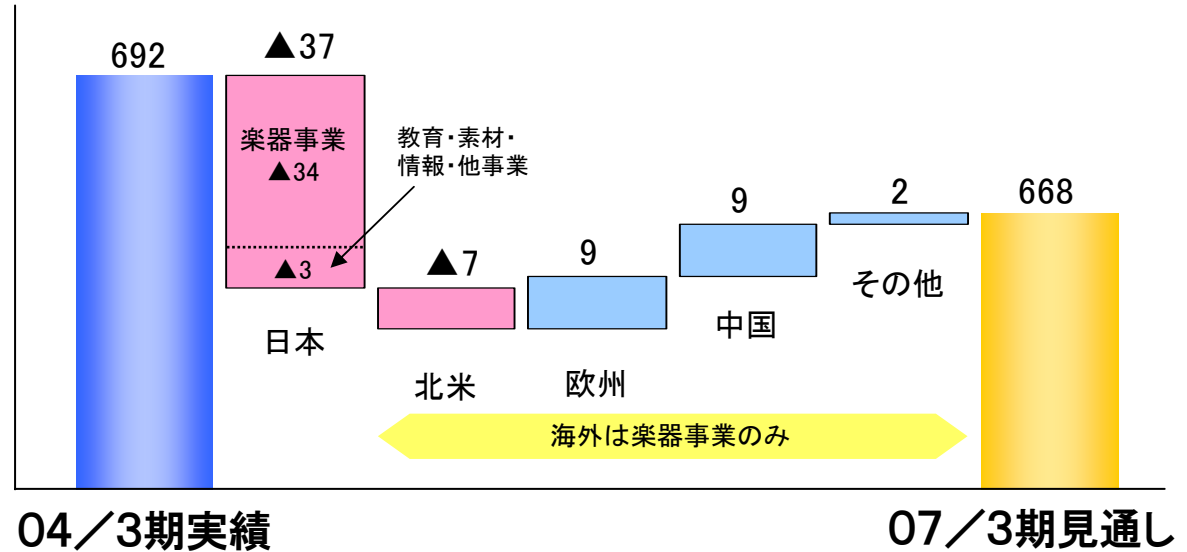 692
▲37
楽器事業
▲34
▲3
教育・素材・
情報・他事業
日本
▲7
北米
9
欧州
9
中国
2
その他
668
海外は楽器事業のみ
04／3期実績
07／3期見通し